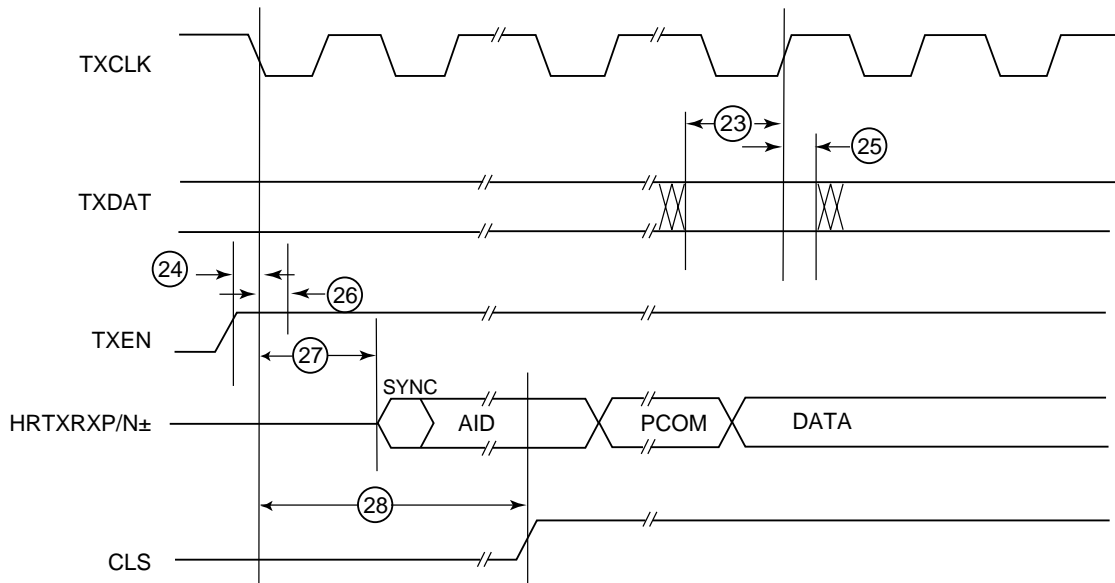 TXCLK
23
25
TXDAT
24
26
TXEN
27
SYNC
HRTXRXP/N± AID PCOM DATA
28
CLS